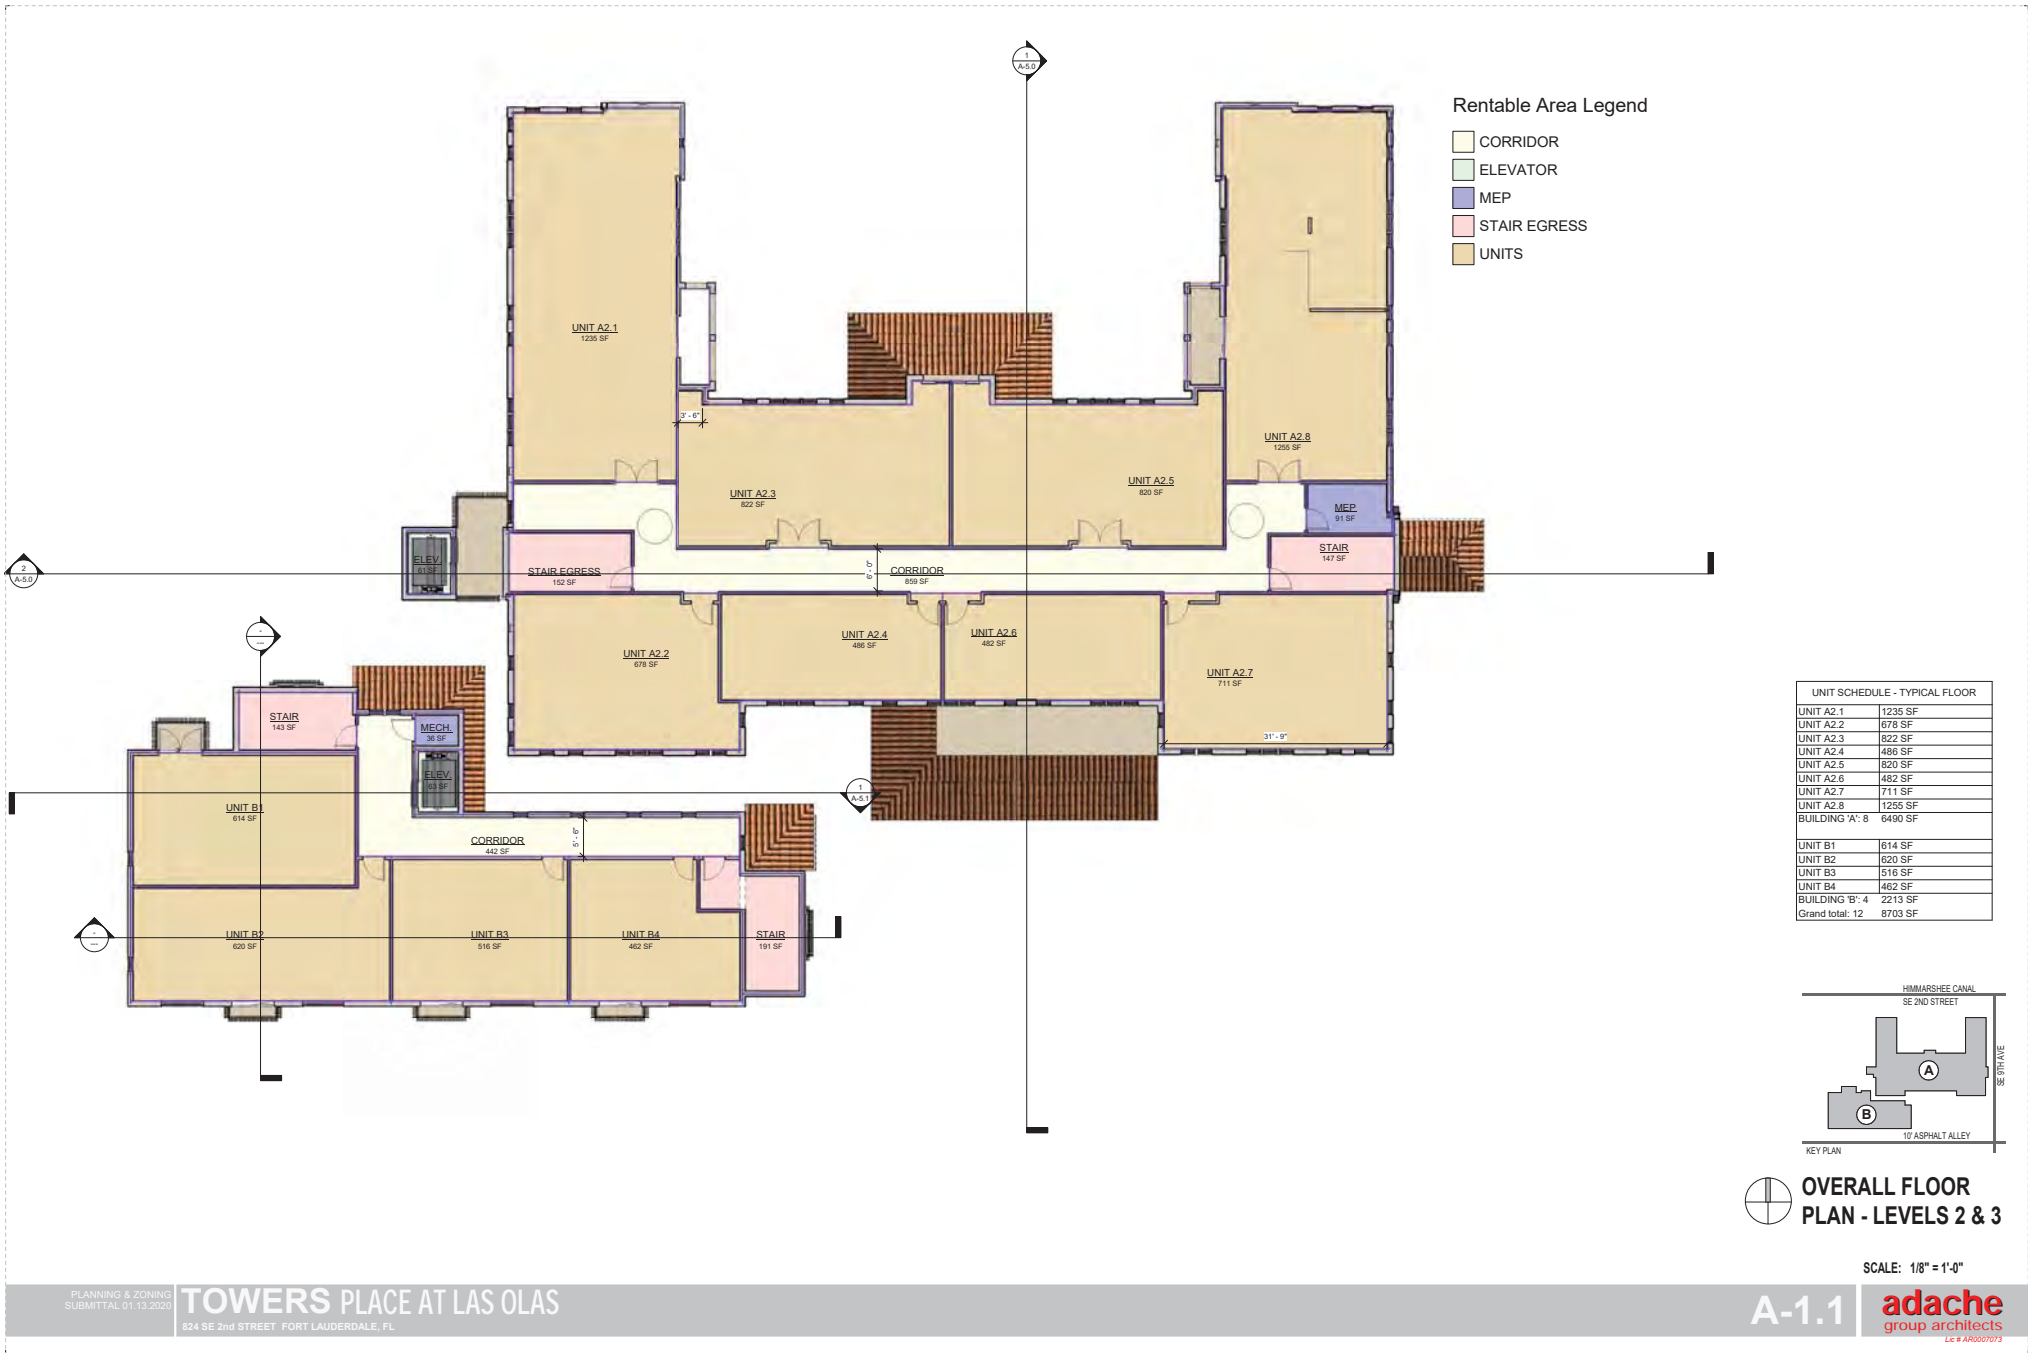 1
A-5.0
Rentable Area Legend
CORRIDOR
ELEVATOR
MEP
STAIR EGRESS
UNITS
UNIT A2.1
1235 SF
3' - 6"
UNIT A2.3
822 SF
UNIT A2.5
820 SF
UNIT A2.8
1255 SF
MEP
91 SF
STAIR
147 SF
ELEV.
61 SF
STAIR EGRESS
152 SF
6' - 0"
CORRIDOR
859 SF
2
A-5.0
UNIT A2.2
678 SF
UNIT A2.4
486 SF
UNIT A2.6
482 SF
UNIT A2.7
711 SF
31' - 9"
-
---
STAIR
143 SF
MECH.
36 SF
ELEV.
63 SF
1
A-5.1
UNIT B1
614 SF
CORRIDOR
442 SF
5' - 6"
-
---
UNIT B2
620 SF
UNIT B3
516 SF
UNIT B4
462 SF
STAIR
191 SF
UNIT SCHEDULE - TYPICAL FLOOR
UNIT A2.1 1235 SF
UNIT A2.2 678 SF
UNIT A2.3 822 SF
UNIT A2.4 486 SF
UNIT A2.5 820 SF
UNIT A2.6 482 SF
UNIT A2.7 711 SF
UNIT A2.8 1255 SF
BUILDING 'A': 8 6490 SF
UNIT B1 614 SF
UNIT B2 620 SF
UNIT B3 516 SF
UNIT B4 462 SF
BUILDING 'B': 4 2213 SF
Grand total: 12 8703 SF
HIMMARSHEE CANAL
SE 2ND STREET
SE 9TH AVE
A
B
10' ASPHALT ALLEY
KEY PLAN
OVERALL FLOOR
PLAN - LEVELS 2 & 3
SCALE: 1/8" = 1'-0"
PLANNING & ZONING
SUBMITTAL 01.13.2020
TOWERS PLACE AT LAS OLAS
824 SE 2nd STREET FORT LAUDERDALE, FL
A-1.1
adache
group architects
Lic # AR0007073